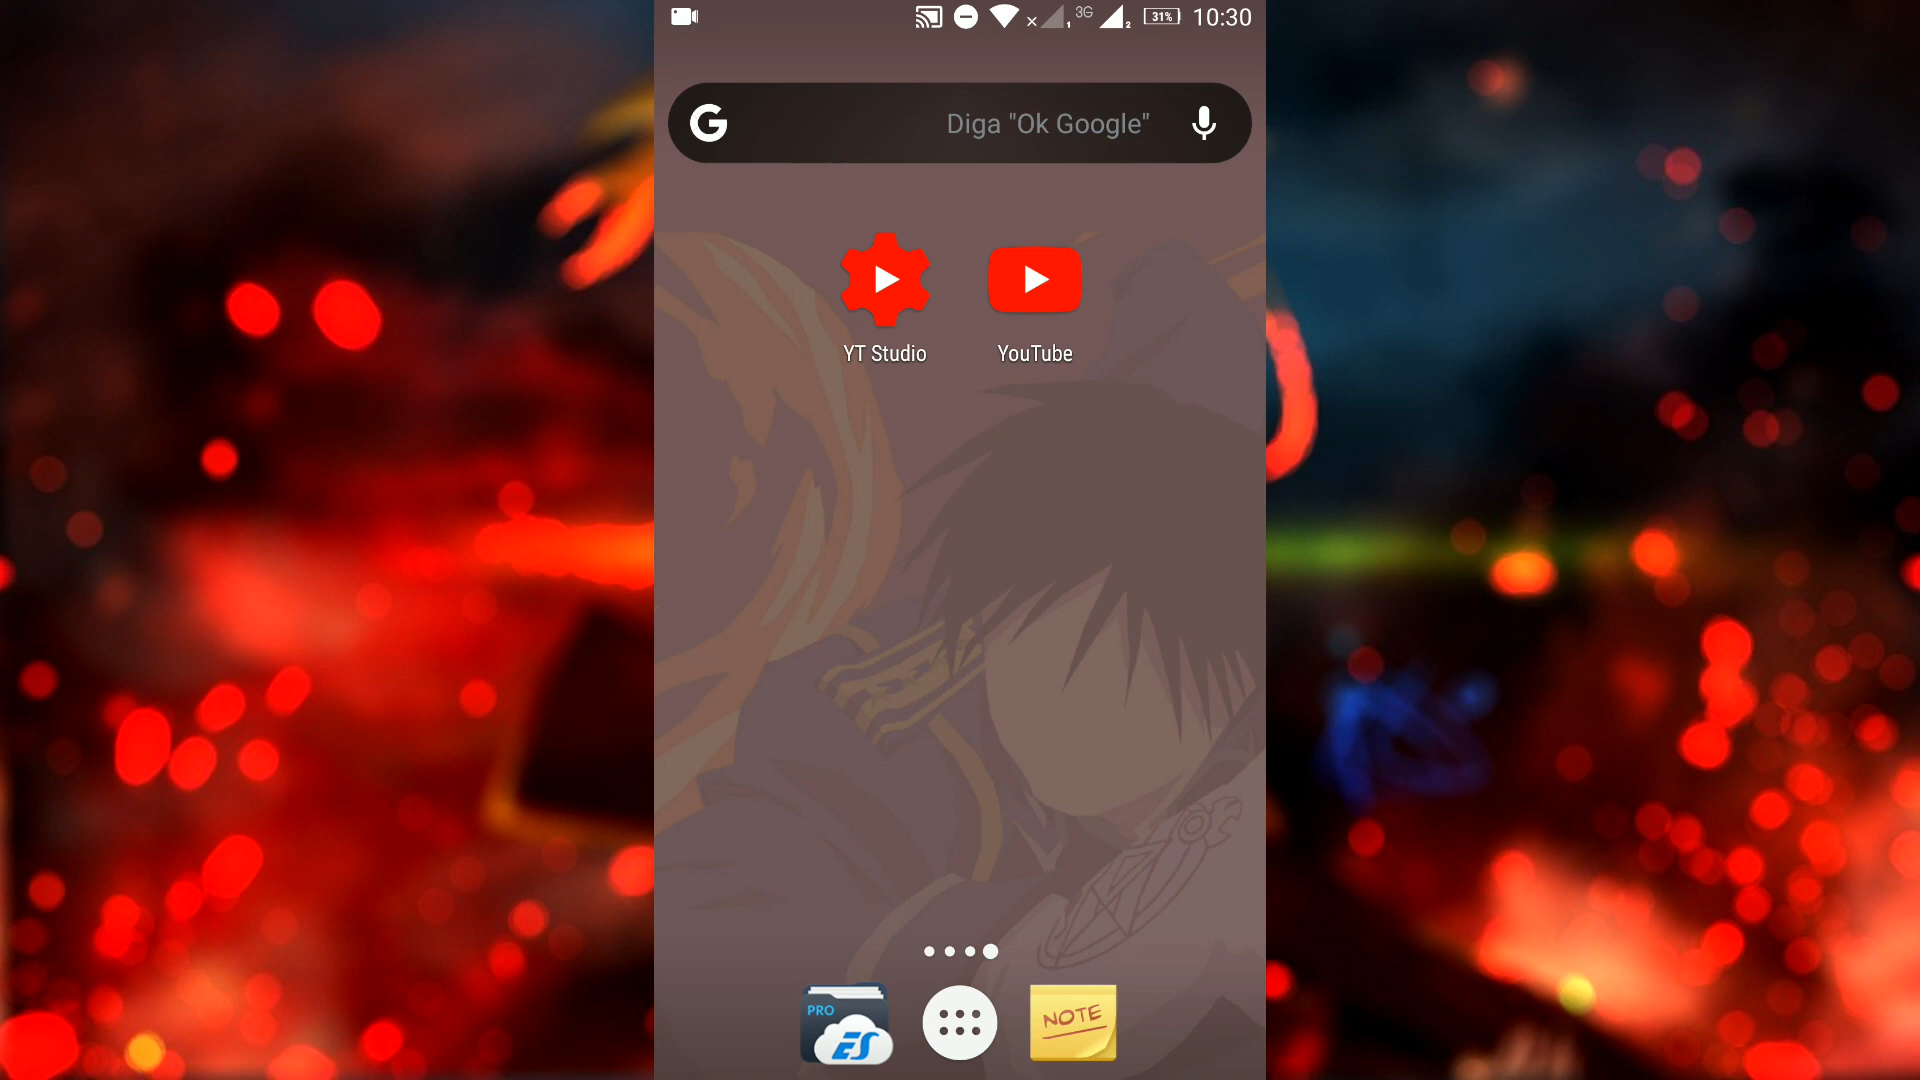 3G 31% 10:30
G Diga "Ok Google"
YT Studio YouTube
PRO
ES
NOTE